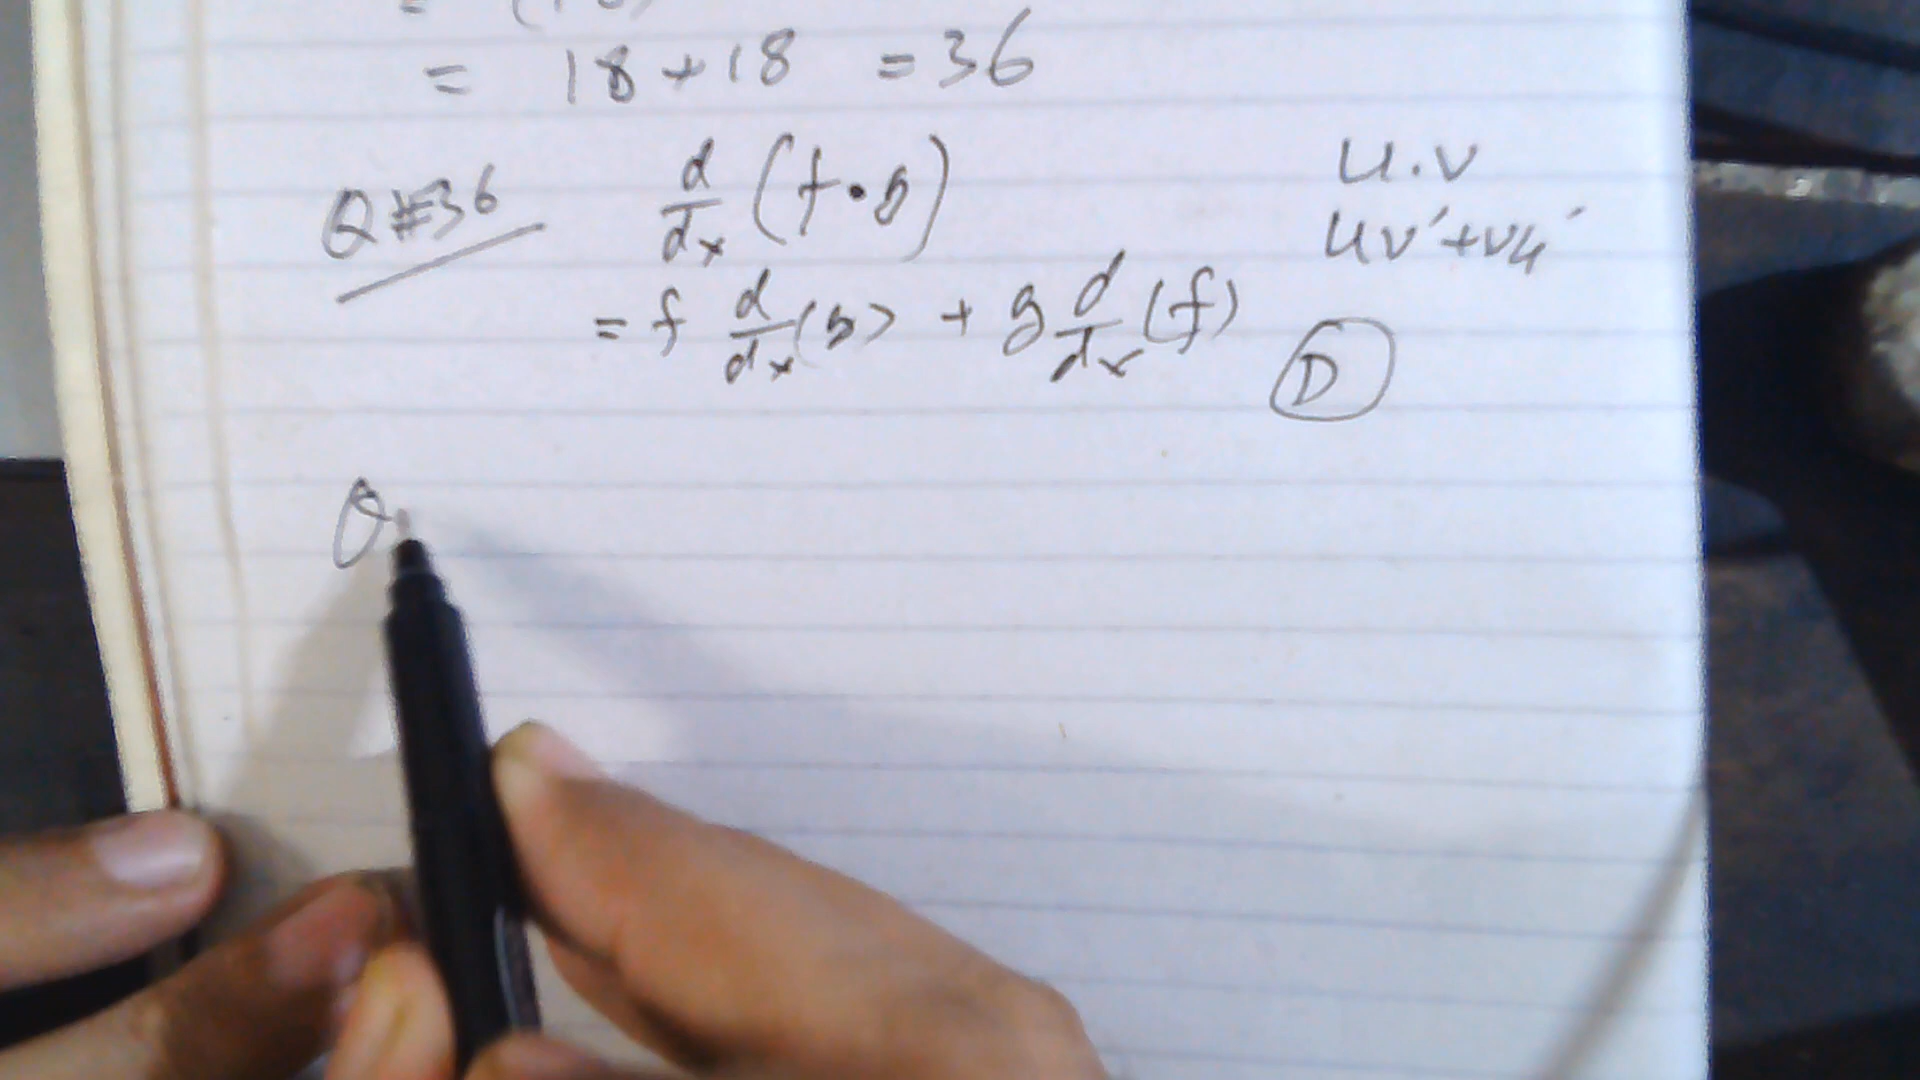 = 18 + 18 = 36
Q #36 d/dx (f • g) u.v
uv' + vu'
= f d/dx (g) + g d/dx (f) D
Q